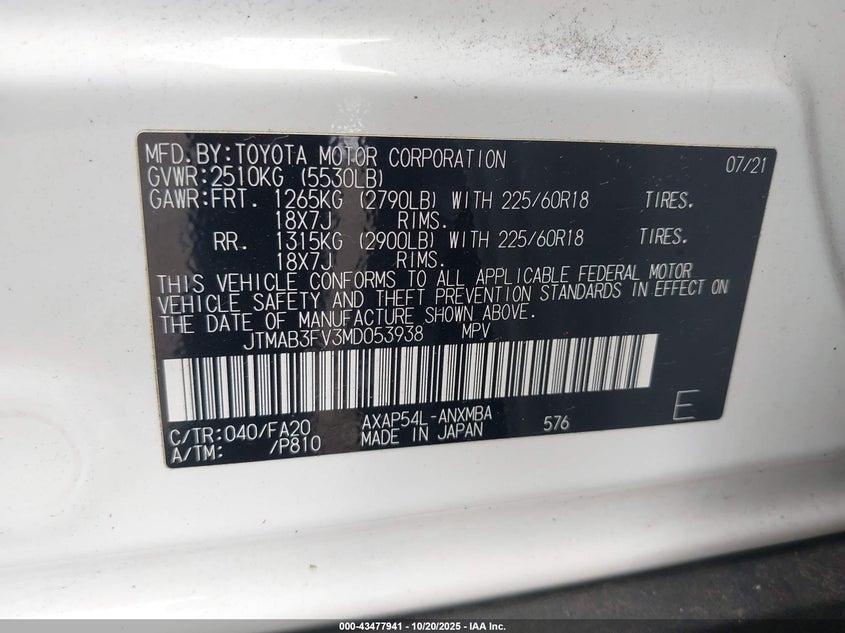 MFD.BY:TOYOTA MOTOR CORPORATION 07/21
GVWR:2510KG (5530LB)
GAWR:FRT. 1265KG (2790LB) WITH 225/60R18 TIRES.
18X7J RIMS.
RR. 1315KG (2900LB) WITH 225/60R18 TIRES.
18X7J RIMS.
THIS VEHICLE CONFORMS TO ALL APPLICABLE FEDERAL MOTOR
VEHICLE SAFETY AND THEFT PREVENTION STANDARDS IN EFFECT ON
THE DATE OF MANUFACTURE SHOWN ABOVE.
JTMAB3FV3MD053938 MPV
C/TR:040/FA20 AXAP54L-ANXMBA 576 E
A/TM: /P810 MADE IN JAPAN
000-43477941 | 10/20/2025 | IAA Inc.